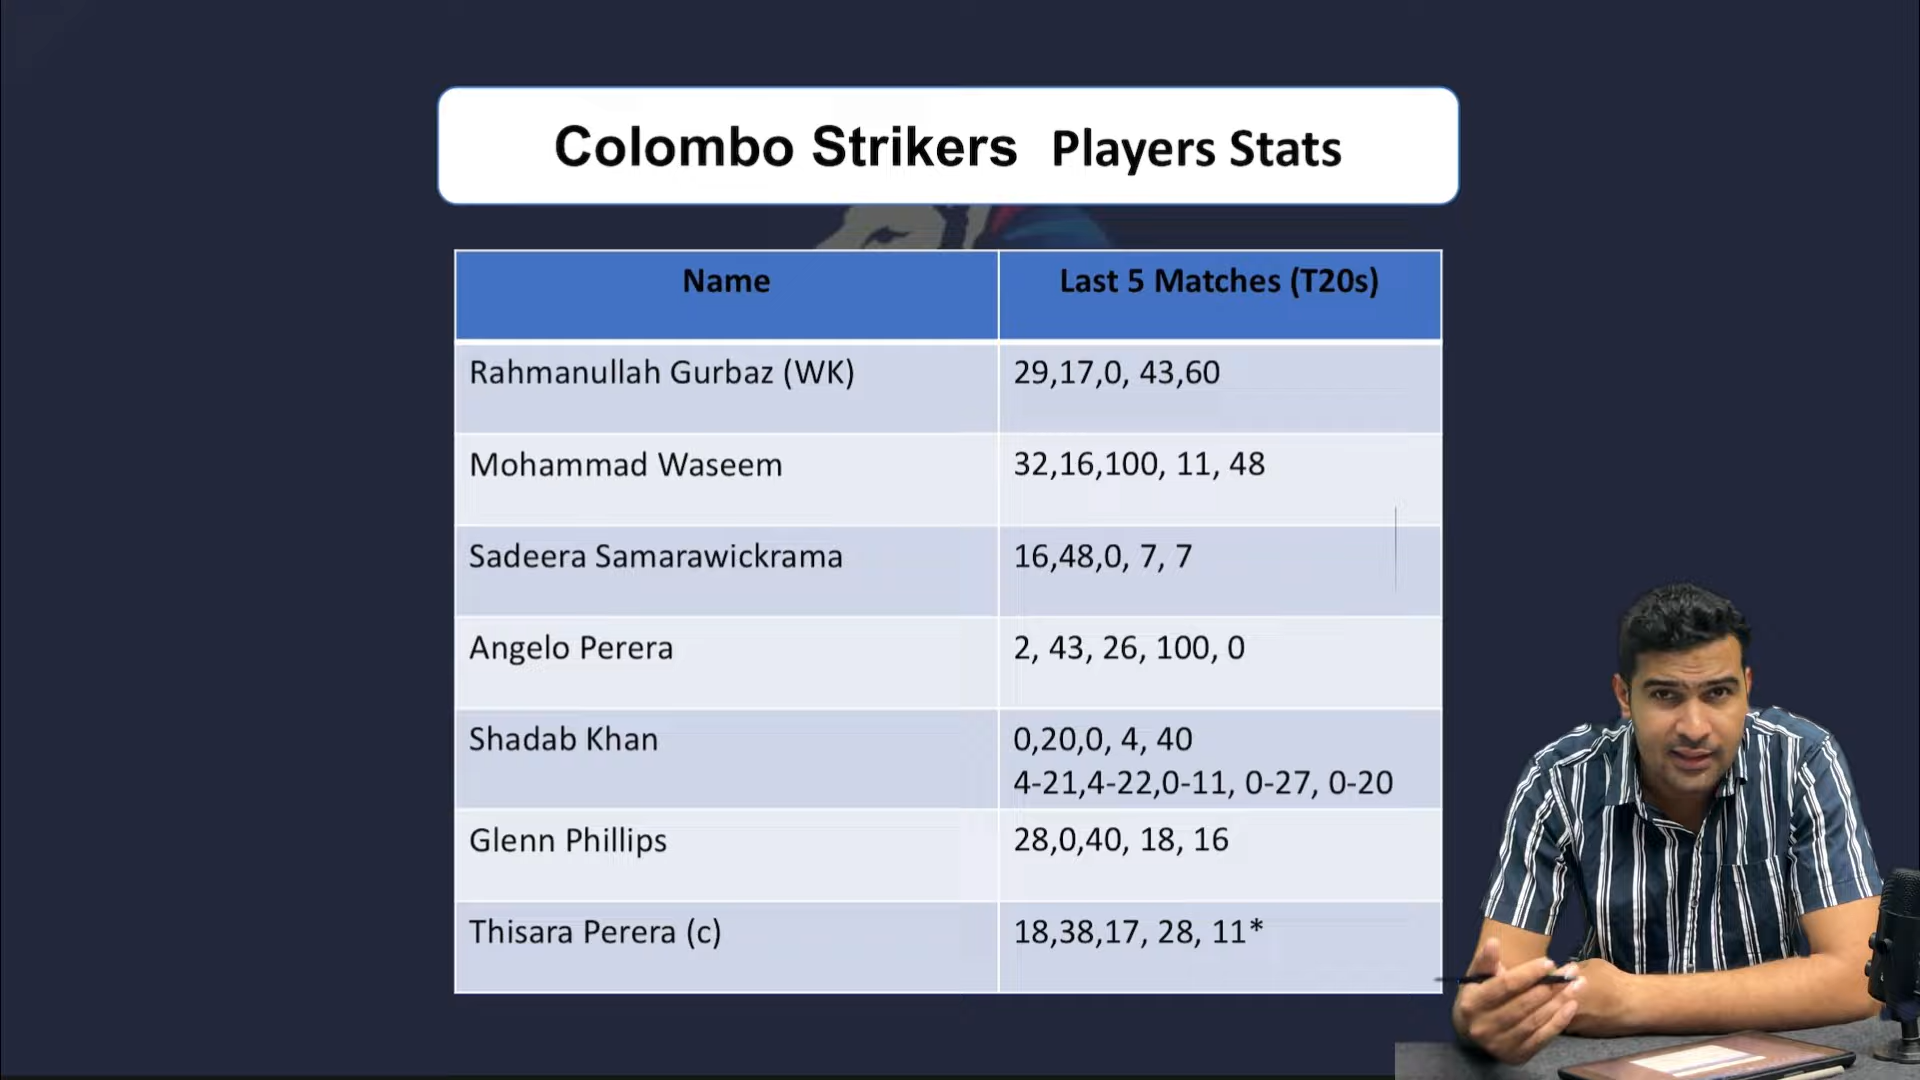 Colombo Strikers Players Stats
Name Last 5 Matches (T20s)
Rahmanullah Gurbaz (WK) 29,17,0, 43,60
Mohammad Waseem 32,16,100, 11, 48
Sadeera Samarawickrama 16,48,0, 7, 7
Angelo Perera 2, 43, 26, 100, 0
Shadab Khan 0,20,0, 4, 40
4-21,4-22,0-11, 0-27, 0-20
Glenn Phillips 28,0,40, 18, 16
Thisara Perera (c) 18,38,17, 28, 11*